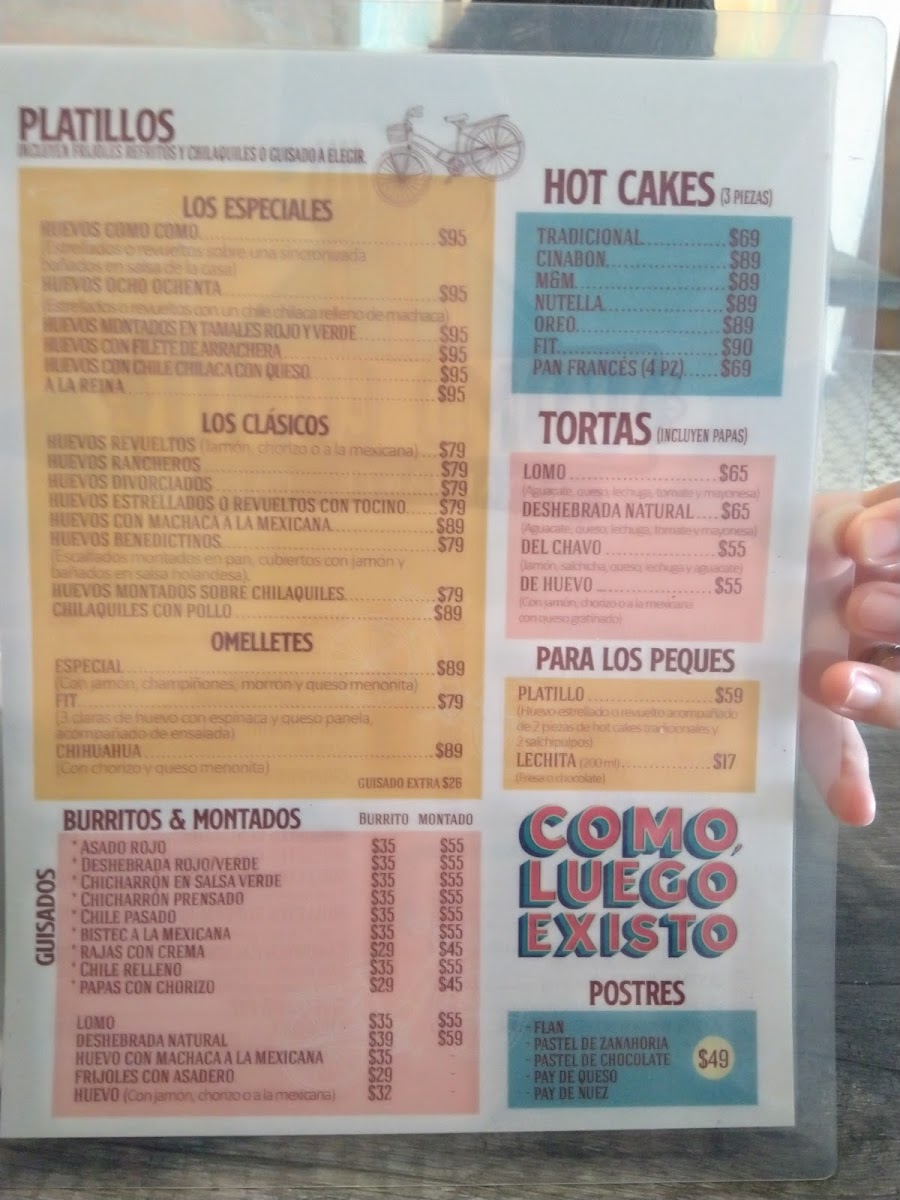 PLATILLOS
INCLUYEN FRIJOLES REFRITOS Y CHILAQUILES O GUISADO A ELEGIR.
LOS ESPECIALES
HUEVOS COMO COMO $95
(Estrellados o revueltos sobre una sincronizada
bañados en salsa de la casa)
HUEVOS OCHO OCHENTA $95
(Estrellados o revueltos con un chile chilaca relleno de machaca)
HUEVOS MONTADOS EN TAMALES ROJO Y VERDE $95
HUEVOS CON FILETE DE ARRACHERA $95
HUEVOS CON CHILE CHILACA CON QUESO $95
A LA REINA $95
LOS CLÁSICOS
HUEVOS REVUELTOS (Jamón, chorizo o a la mexicana) $79
HUEVOS RANCHEROS $79
HUEVOS DIVORCIADOS $79
HUEVOS ESTRELLADOS O REVUELTOS CON TOCINO $79
HUEVOS CON MACHACA A LA MEXICANA $89
HUEVOS BENEDICTINOS $79
(Escalfados montados en pan, cubiertos con jamón y
bañados en salsa holandesa).
HUEVOS MONTADOS SOBRE CHILAQUILES $79
CHILAQUILES CON POLLO $89
OMELLETES
ESPECIAL $89
(Con jamón, champiñones, morrón y queso menonita)
FIT $79
(3 claras de huevo con espinaca y queso panela,
acompañado de ensalada)
CHIHUAHUA $89
(Con chorizo y queso menonita)
GUISADO EXTRA $26
BURRITOS & MONTADOS BURRITO MONTADO
GUISADOS
* ASADO ROJO $35 $55
* DESHEBRADA ROJO/VERDE $35 $55
* CHICHARRÓN EN SALSA VERDE $35 $55
* CHICHARRÓN PRENSADO $35 $55
* CHILE PASADO $35 $55
* BISTEC A LA MEXICANA $35 $55
* RAJAS CON CREMA $29 $45
* CHILE RELLENO $35 $55
* PAPAS CON CHORIZO $29 $45
LOMO $35 $55
DESHEBRADA NATURAL $39 $59
HUEVO CON MACHACA A LA MEXICANA $35 -
FRIJOLES CON ASADERO $29 -
HUEVO (Con jamón, chorizo o a la mexicana) $32 -
HOT CAKES (3 PIEZAS)
TRADICIONAL $69
CINABON $89
M&M $89
NUTELLA $89
OREO $89
FIT $90
PAN FRANCÉS (4 PZ) $69
TORTAS (INCLUYEN PAPAS)
LOMO $65
(Aguacate, queso, lechuga, tomate y mayonesa)
DESHEBRADA NATURAL $65
(Aguacate, queso, lechuga, tomate y mayonesa)
DEL CHAVO $55
(Jamón, salchicha, queso, lechuga y aguacate)
DE HUEVO $55
(Con jamón, chorizo o a la mexicana
con queso gratinado)
PARA LOS PEQUES
PLATILLO $59
(Huevo estrellado o revuelto acompañado
de 2 piezas de hot cakes tradicionales y
2 salchipulpos)
LECHITA (200 ml) $17
(Fresa o chocolate)
COMO,
LUEGO
EXISTO
POSTRES
- FLAN
- PASTEL DE ZANAHORIA
- PASTEL DE CHOCOLATE
- PAY DE QUESO
- PAY DE NUEZ
$49